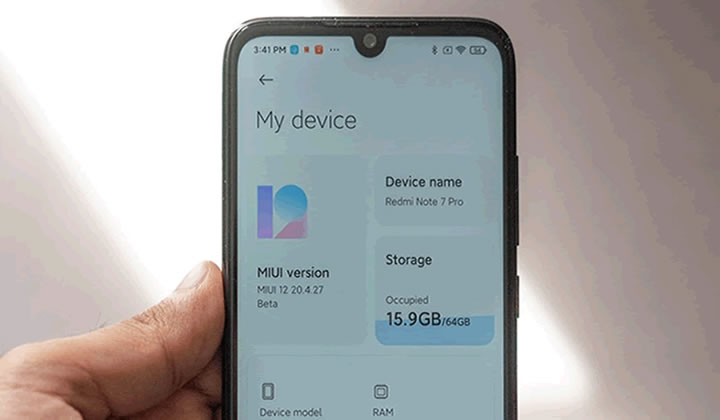 3:41 PM
54
My device
Device name
Redmi Note 7 Pro
MIUI version
MIUI 12 20.4.27
Beta
Storage
Occupied
15.9GB/64GB
Device model
RAM